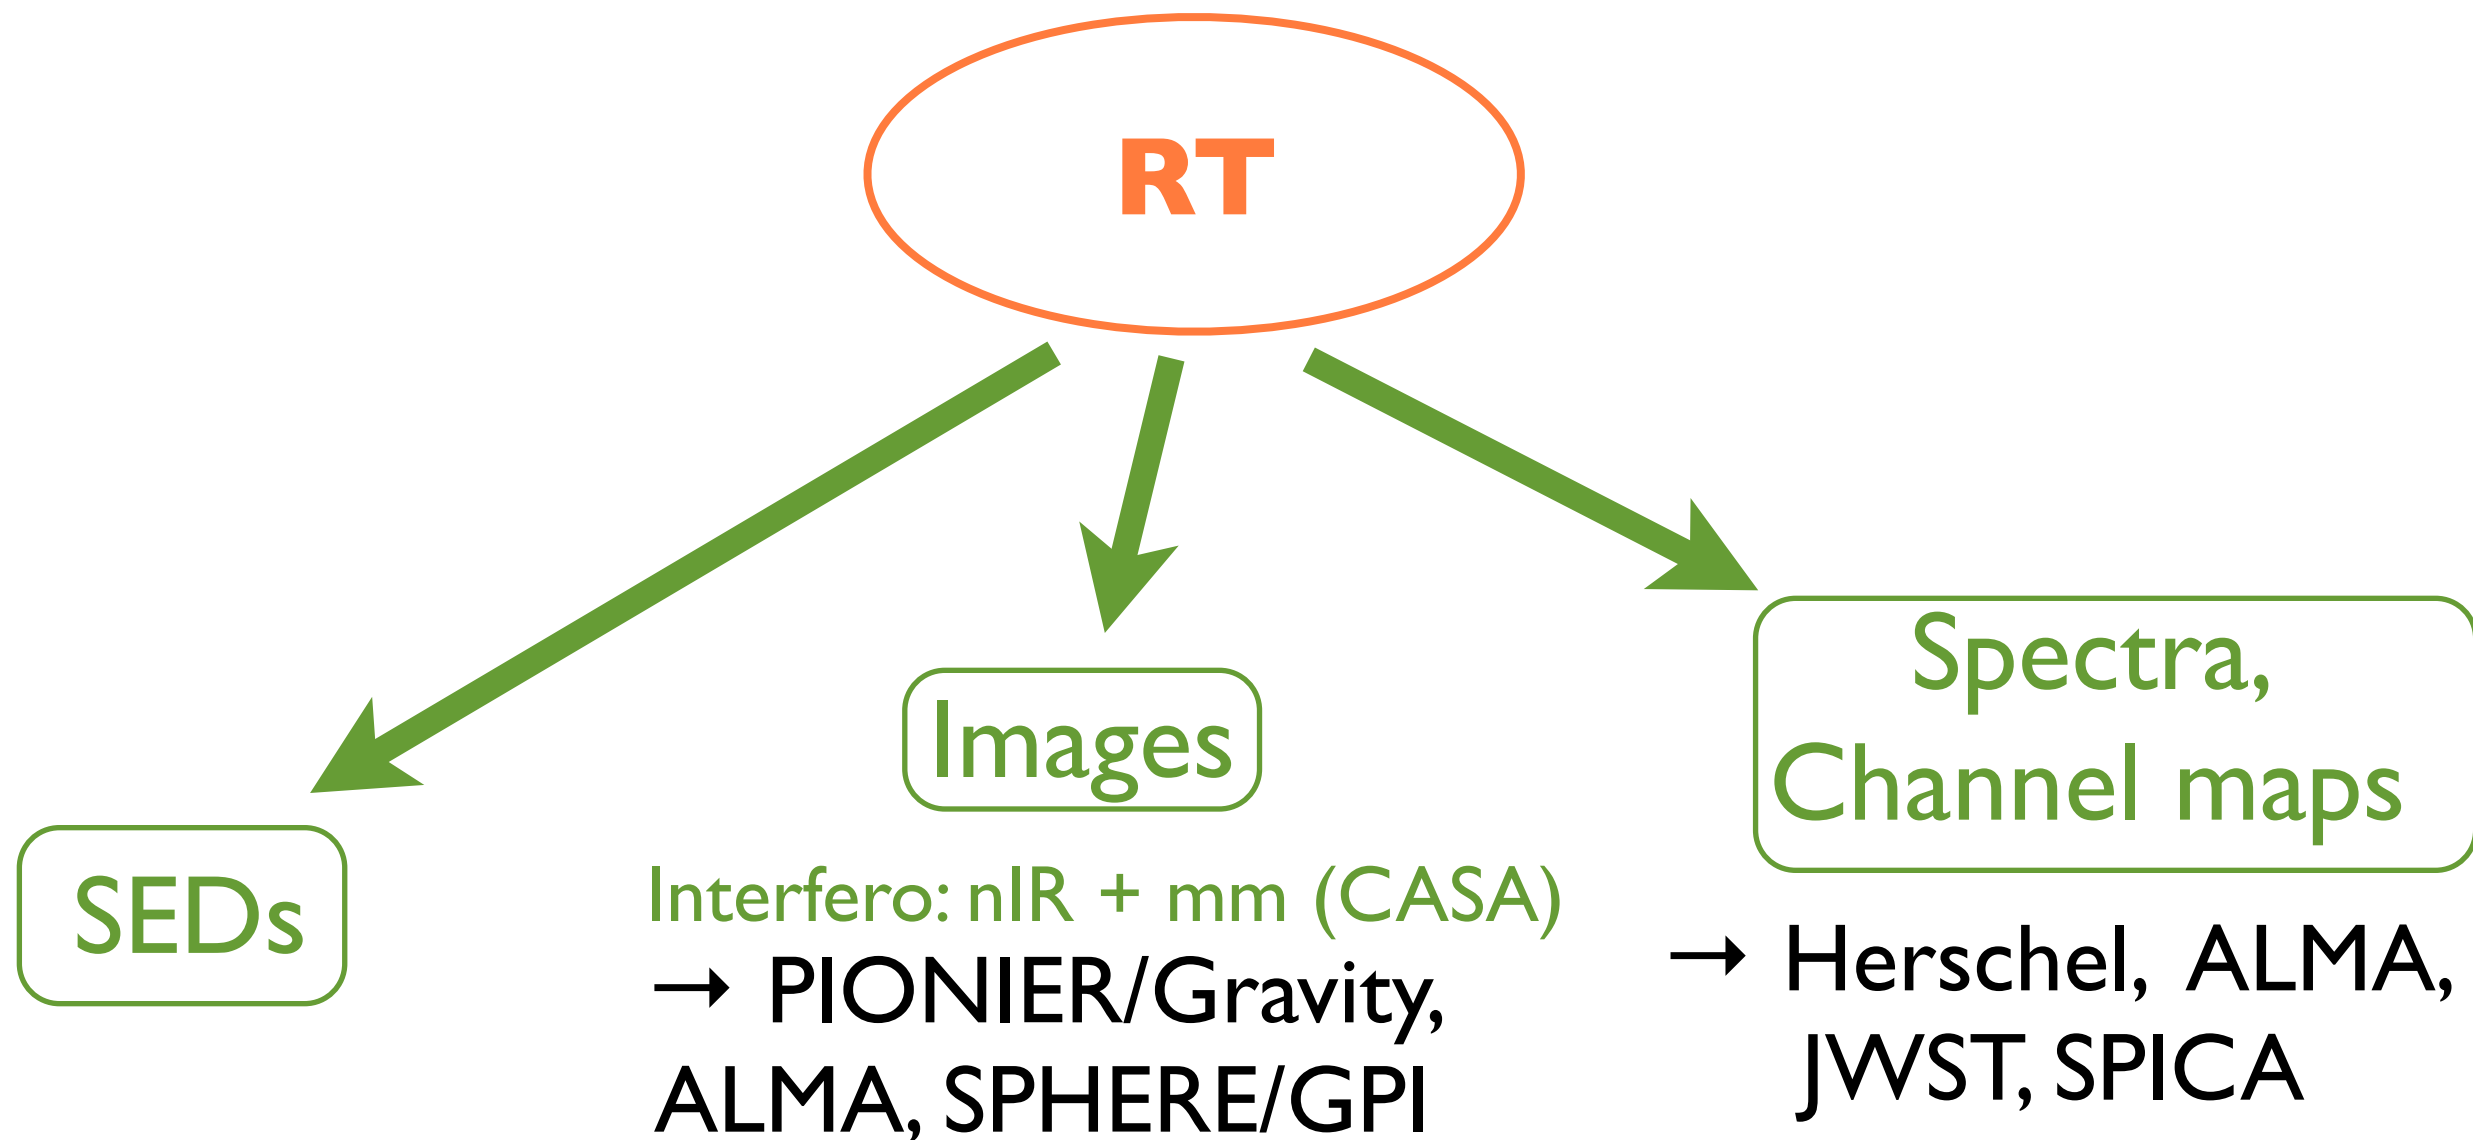 RT
SEDs
Images
Interfero: nIR + mm (CASA)
→ PIONIER/Gravity,
ALMA, SPHERE/GPI
Spectra,
Channel maps
→ Herschel, ALMA,
JWST, SPICA